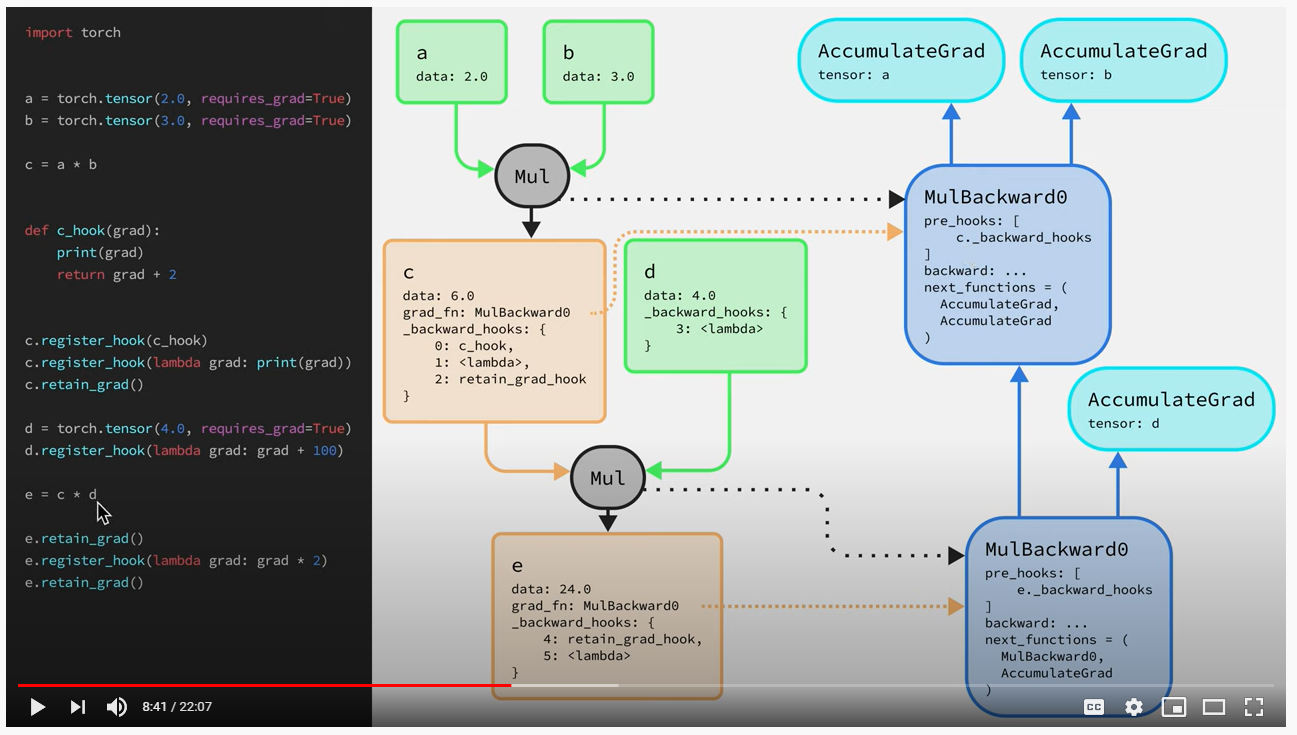 import torch
a = torch.tensor(2.0, requires_grad=True)
b = torch.tensor(3.0, requires_grad=True)
c = a * b
def c_hook(grad):
    print(grad)
    return grad + 2
c.register_hook(c_hook)
c.register_hook(lambda grad: print(grad))
c.retain_grad()
d = torch.tensor(4.0, requires_grad=True)
d.register_hook(lambda grad: grad + 100)
e = c * d
e.retain_grad()
e.register_hook(lambda grad: grad * 2)
e.retain_grad()
a
data: 2.0
b
data: 3.0
Mul
c
data: 6.0
grad_fn: MulBackward0
_backward_hooks: {
    0: c_hook,
    1: <lambda>,
    2: retain_grad_hook
}
d
data: 4.0
_backward_hooks: {
    3: <lambda>
}
Mul
e
data: 24.0
grad_fn: MulBackward0
_backward_hooks: {
    4: retain_grad_hook,
    5: <lambda>
}
AccumulateGrad
tensor: a
AccumulateGrad
tensor: b
MulBackward0
pre_hooks: [
    c._backward_hooks
]
backward: ...
next_functions = (
  AccumulateGrad,
  AccumulateGrad
)
AccumulateGrad
tensor: d
MulBackward0
pre_hooks: [
    e._backward_hooks
]
backward: ...
next_functions = (
  MulBackward0,
  AccumulateGrad
)
8:41 / 22:07
CC